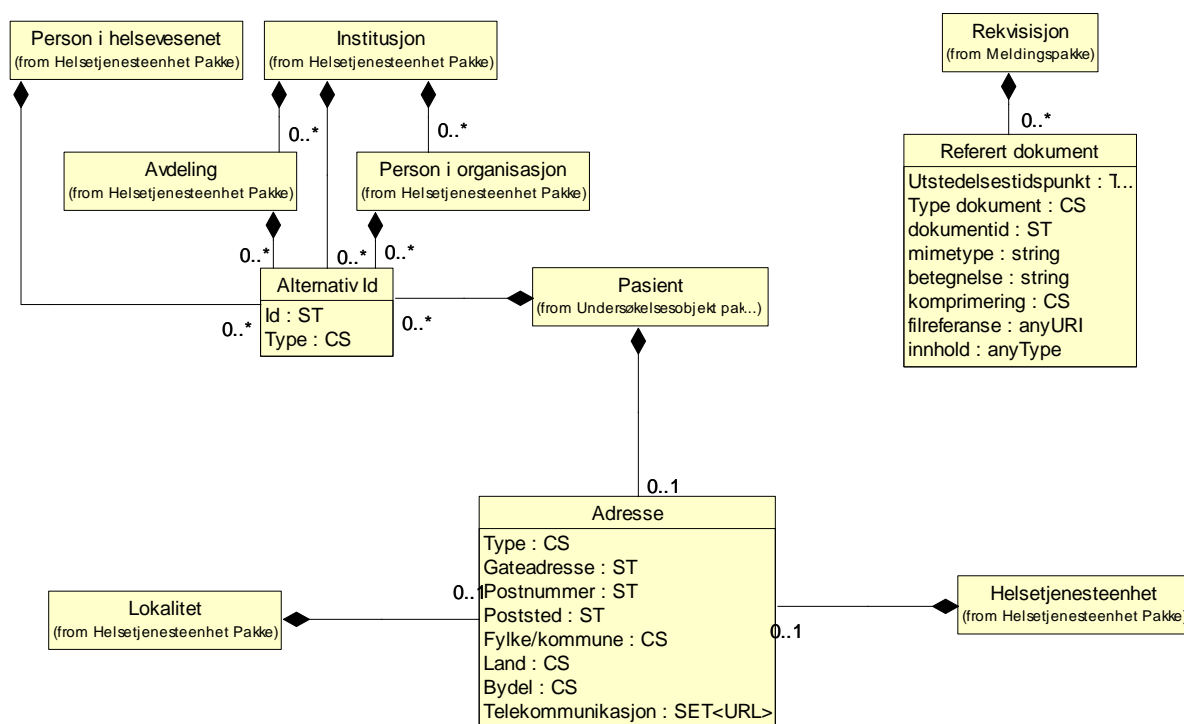 Person i helsevesenet
(from Helsetjenesteenhet Pakke)
Institusjon
(from Helsetjenesteenhet Pakke)
Rekvisisjon
(from Meldingspakke)
0..*
0..*
0..*
Avdeling
(from Helsetjenesteenhet Pakke)
Person i organisasjon
(from Helsetjenesteenhet Pakke)
Referert dokument
Utstedelsestidspunkt : T...
Type dokument : CS
dokumentid : ST
mimetype : string
betegnelse : string
komprimering : CS
filreferanse : anyURI
innhold : anyType
0..*
0..*
0..*
Alternativ Id
Id : ST
Type : CS
0..*
0..*
Pasient
(from Undersøkelsesobjekt pak...)
0..1
Adresse
Type : CS
Gateadresse : ST
Postnummer : ST
Poststed : ST
Fylke/kommune : CS
Land : CS
Bydel : CS
Telekommunikasjon : SET<URL>
0..1
Lokalitet
(from Helsetjenesteenhet Pakke)
0..1
Helsetjenesteenhet
(from Helsetjenesteenhet Pakke)